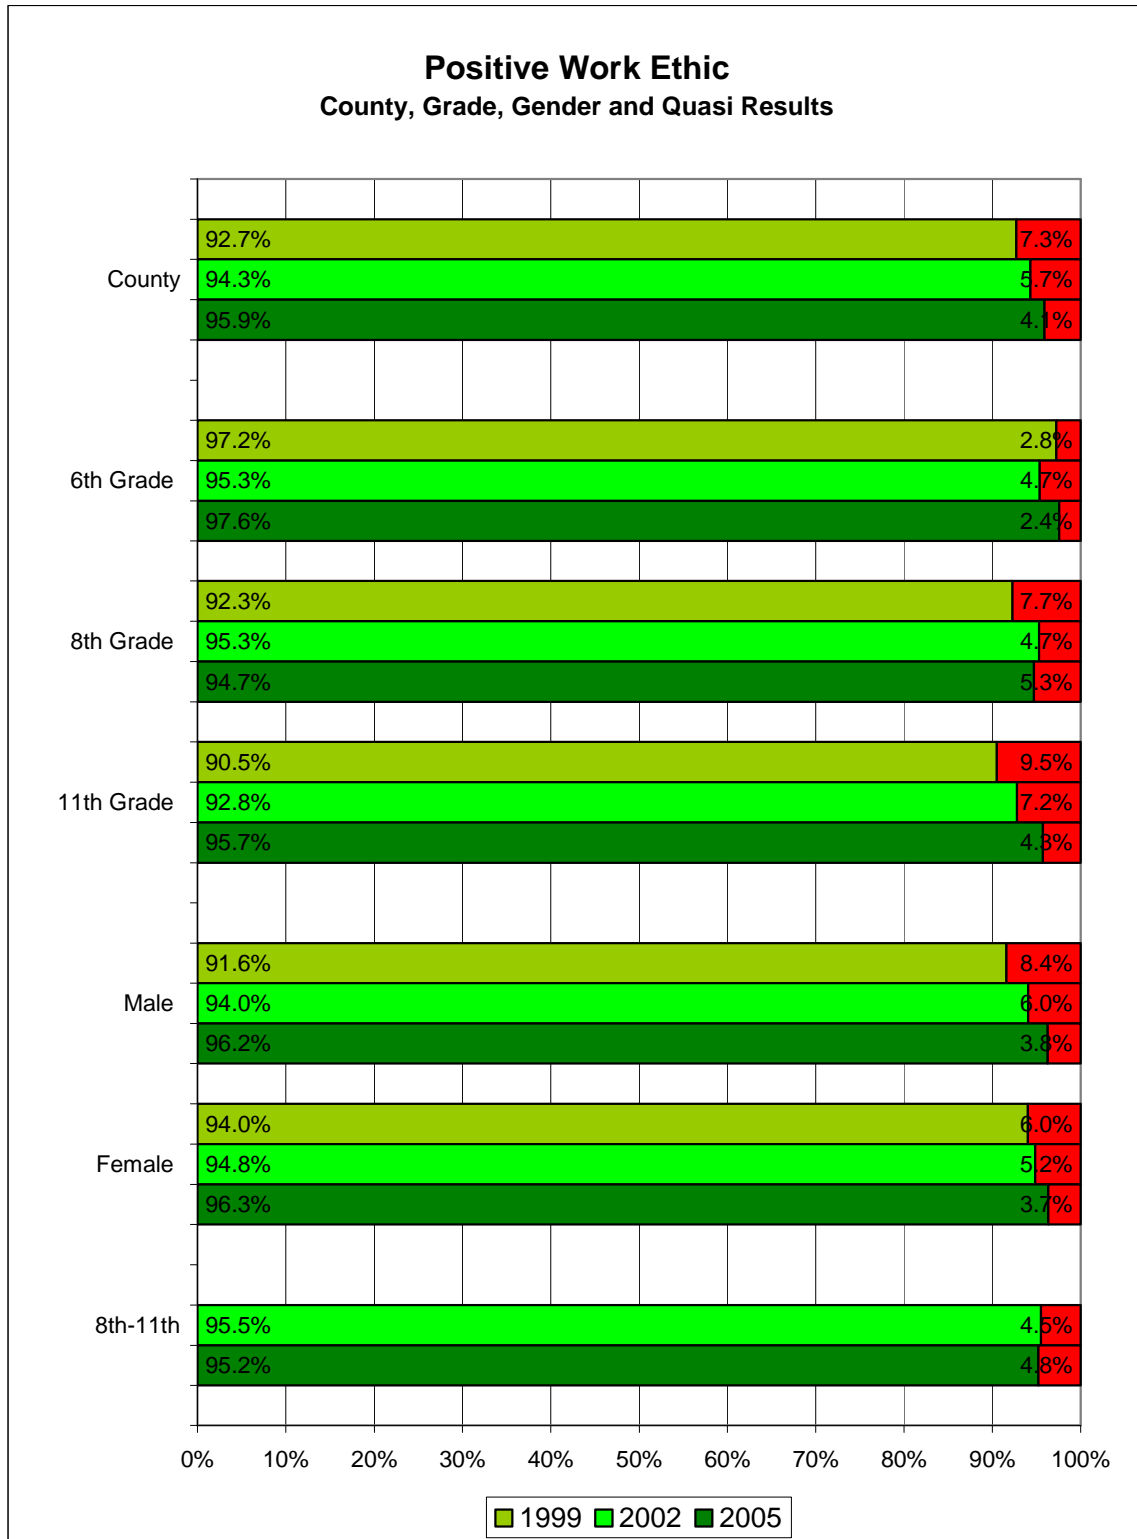 Positive Work Ethic
County, Grade, Gender and Quasi Results
92.7% 7.3%
County
94.3% 5.7%
95.9% 4.1%
97.2% 2.8%
6th Grade
95.3% 4.7%
97.6% 2.4%
92.3% 7.7%
8th Grade
95.3% 4.7%
94.7% 5.3%
90.5% 9.5%
11th Grade
92.8% 7.2%
95.7% 4.3%
91.6% 8.4%
Male
94.0% 6.0%
96.2% 3.8%
94.0% 6.0%
Female
94.8% 5.2%
96.3% 3.7%
8th-11th
95.5% 4.5%
95.2% 4.8%
0% 10% 20% 30% 40% 50% 60% 70% 80% 90% 100%
1999 2002 2005